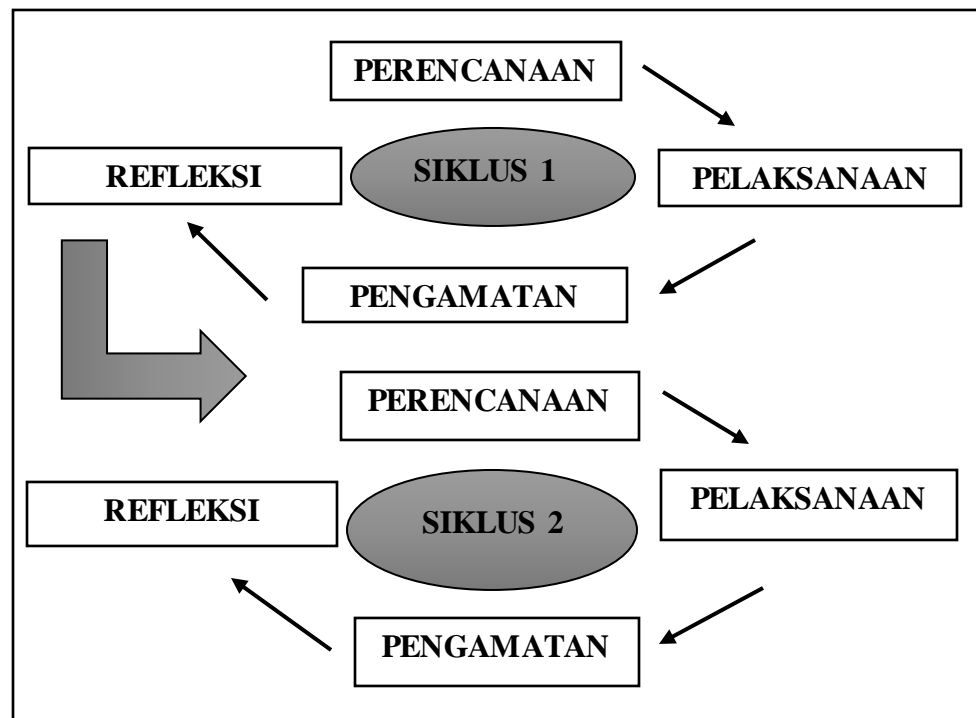 PERENCANAAN
REFLEKSI
SIKLUS 1
PELAKSANAAN
PENGAMATAN
PERENCANAAN
REFLEKSI
SIKLUS 2
PELAKSANAAN
PENGAMATAN